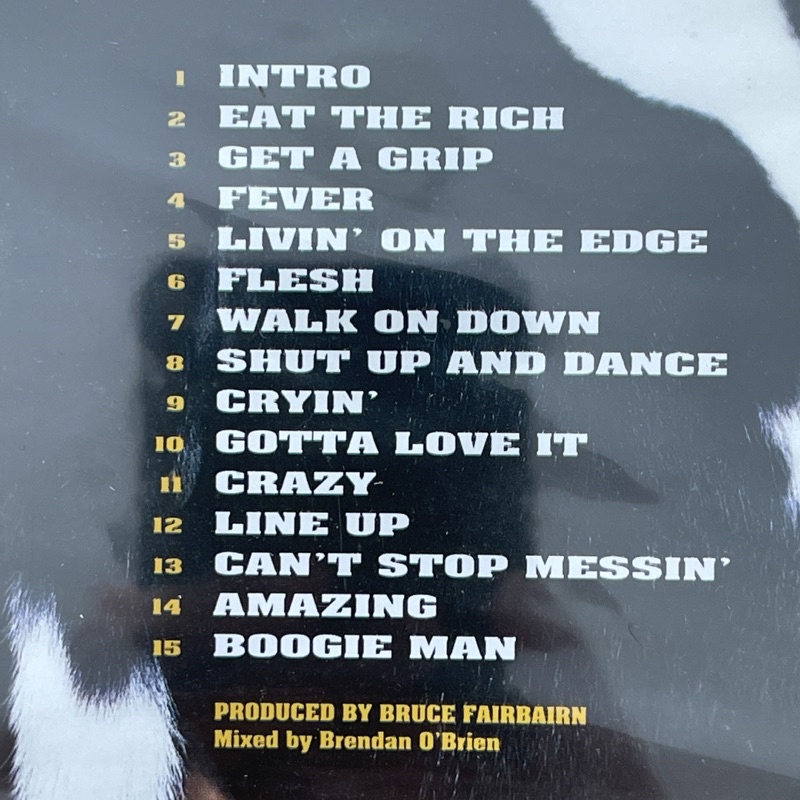 1 INTRO
2 EAT THE RICH
3 GET A GRIP
4 FEVER
5 LIVIN' ON THE EDGE
6 FLESH
7 WALK ON DOWN
8 SHUT UP AND DANCE
9 CRYIN'
10 GOTTA LOVE IT
11 CRAZY
12 LINE UP
13 CAN'T STOP MESSIN'
14 AMAZING
15 BOOGIE MAN
PRODUCED BY BRUCE FAIRBAIRN
Mixed by Brendan O'Brien